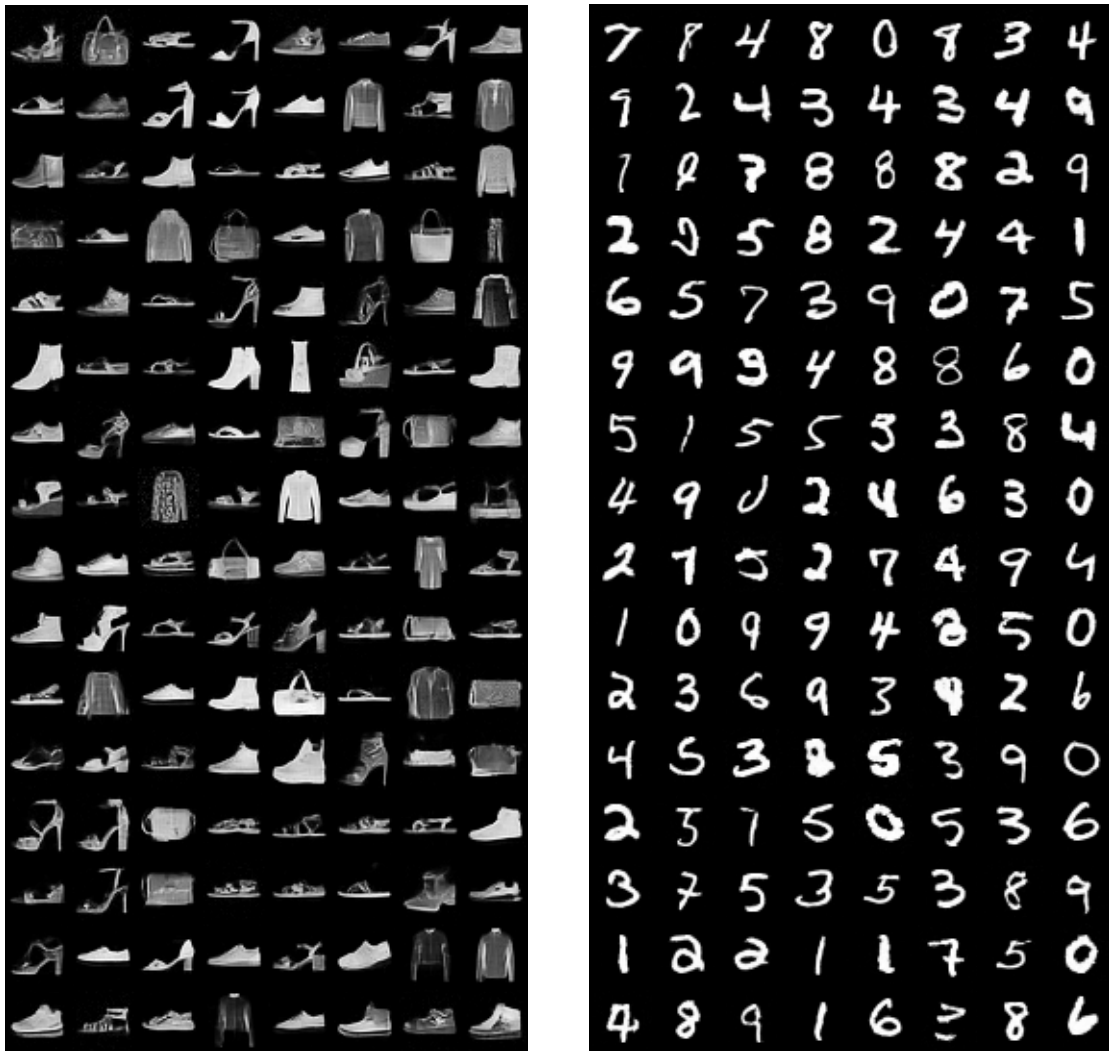 7 8 4 8 0 8 3 4
9 2 4 3 4 3 4 9
1 2 8 8 8 2 9
2 5 8 2 4 4 1
6 5 7 3 9 0 7 5
9 9 9 4 8 8 6 0
5 1 5 5 3 3 8 4
4 9 0 2 4 6 3 0
2 7 5 2 7 4 9 4
1 0 9 9 4 3 5 0
2 3 6 9 3 4 2 6
4 5 3 8 5 3 9 0
2 5 7 5 0 5 3 6
3 7 5 3 5 3 8 9
1 2 2 1 1 7 5 0
4 8 9 1 6 8 6